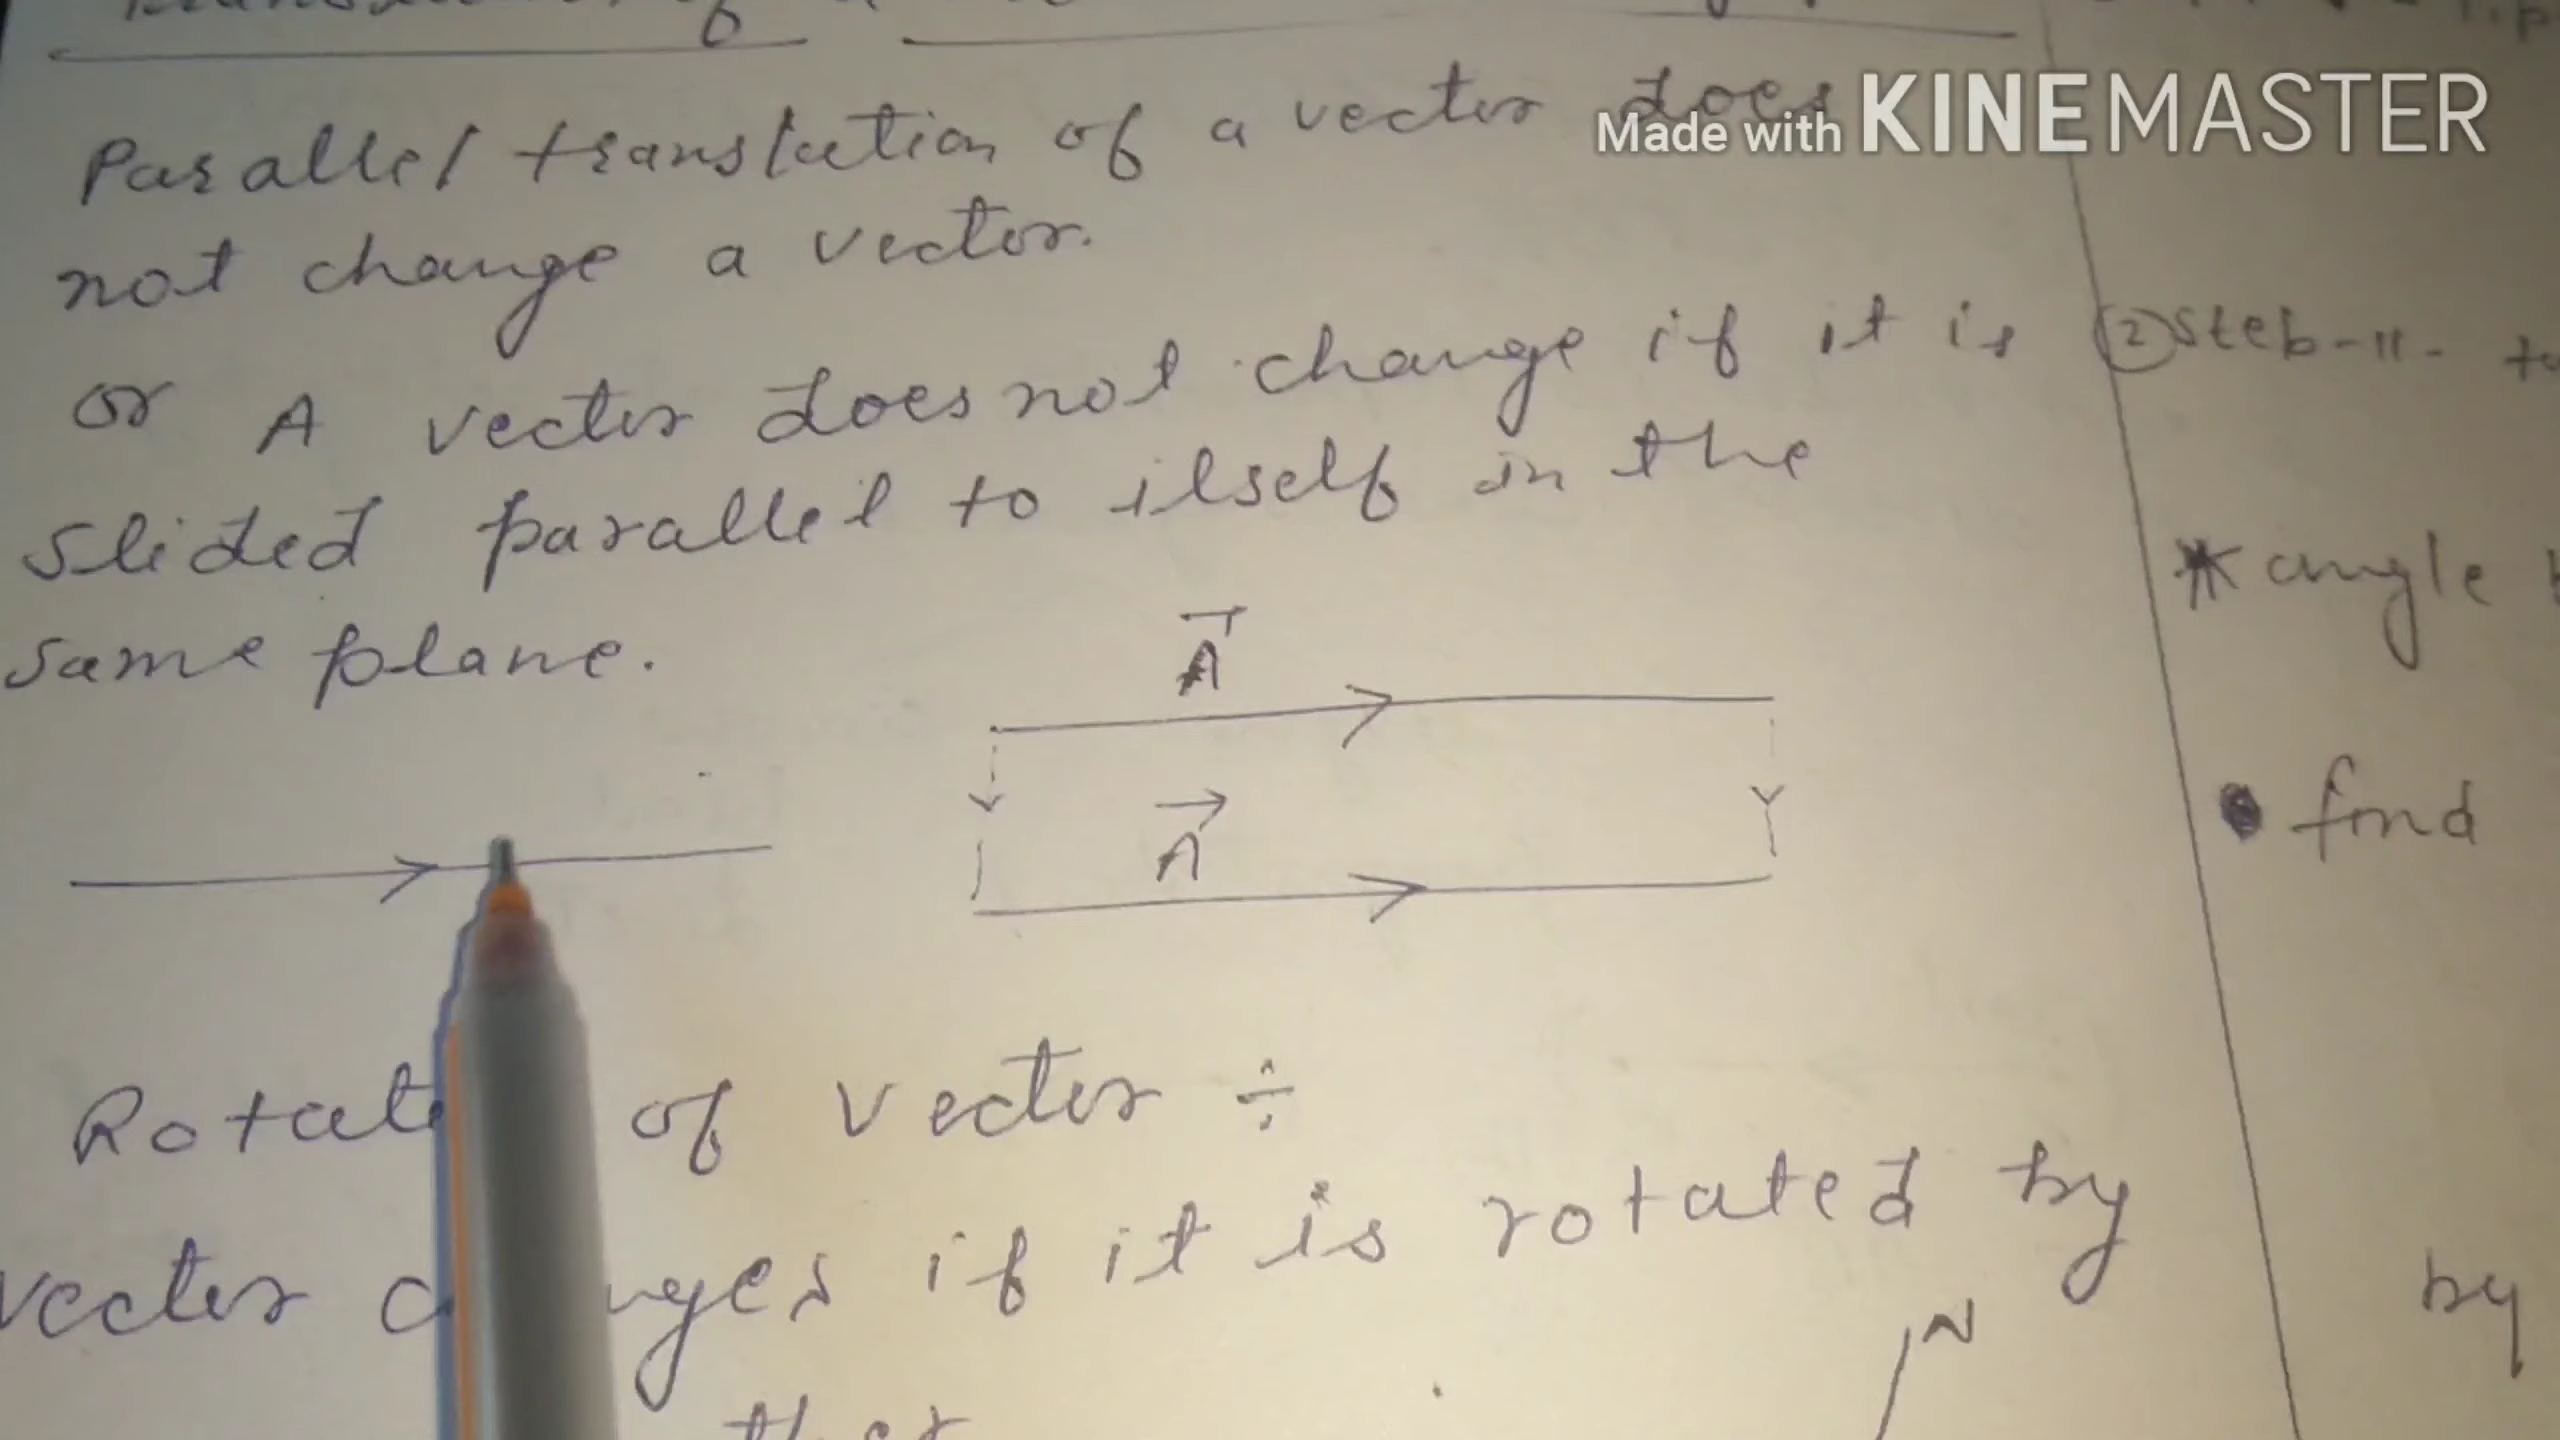 of a
Parallel translation of a vector does
not change a vector.
or A vector does not change if it is
slided parallel to itself in the
same plane.
A
A
of vector ÷
vector if it is rotated by
N
② Steb-II-
* angle
• find
by
Made with KINEMASTER